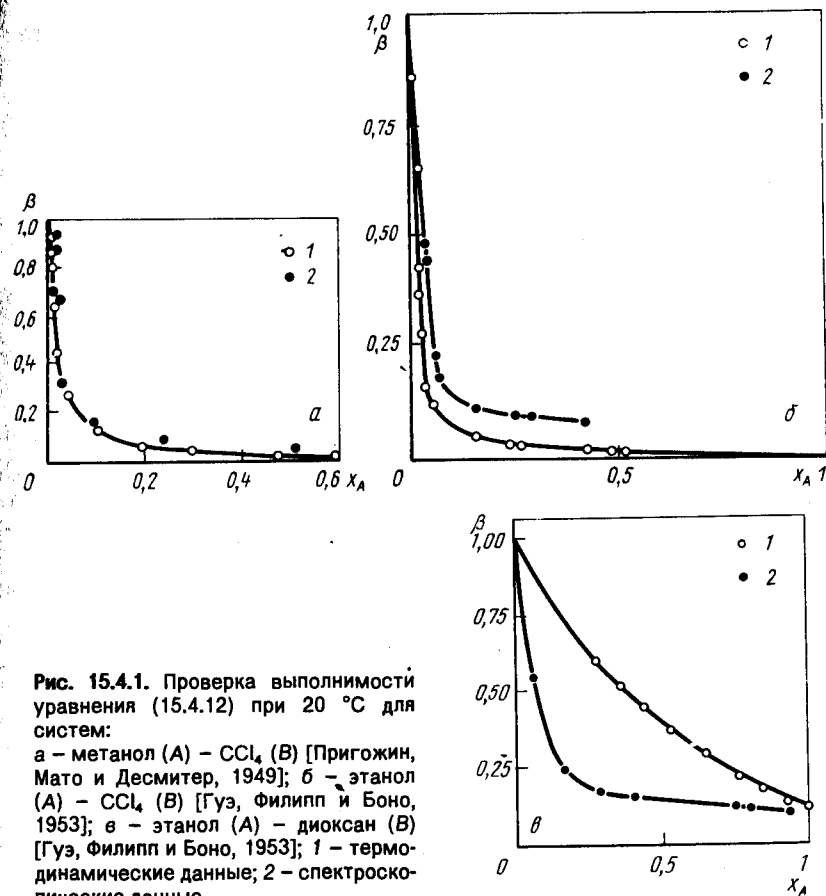 1,0
β
0,75
0,50
0,25
1
2
б
0
0,5
x_A 1
β
1,0
0,8
0,6
0,4
0,2
1
2
а
0
0,2
0,4
0,6 x_A
β
1,00
0,75
0,50
0,25
1
2
в
0
0,5
1
x_A
Рис. 15.4.1. Проверка выполнимости
уравнения (15.4.12) при 20 °C для
систем:
а – метанол (A) – CCl₄ (B) [Пригожин,
Мато и Десмитер, 1949]; б – этанол
(A) – CCl₄ (B) [Гуэ, Филипп и Боно,
1953]; в – этанол (A) – диоксан (B)
[Гуэ, Филипп и Боно, 1953]; 1 – термо-
динамические данные; 2 – спектроско-
пические данные